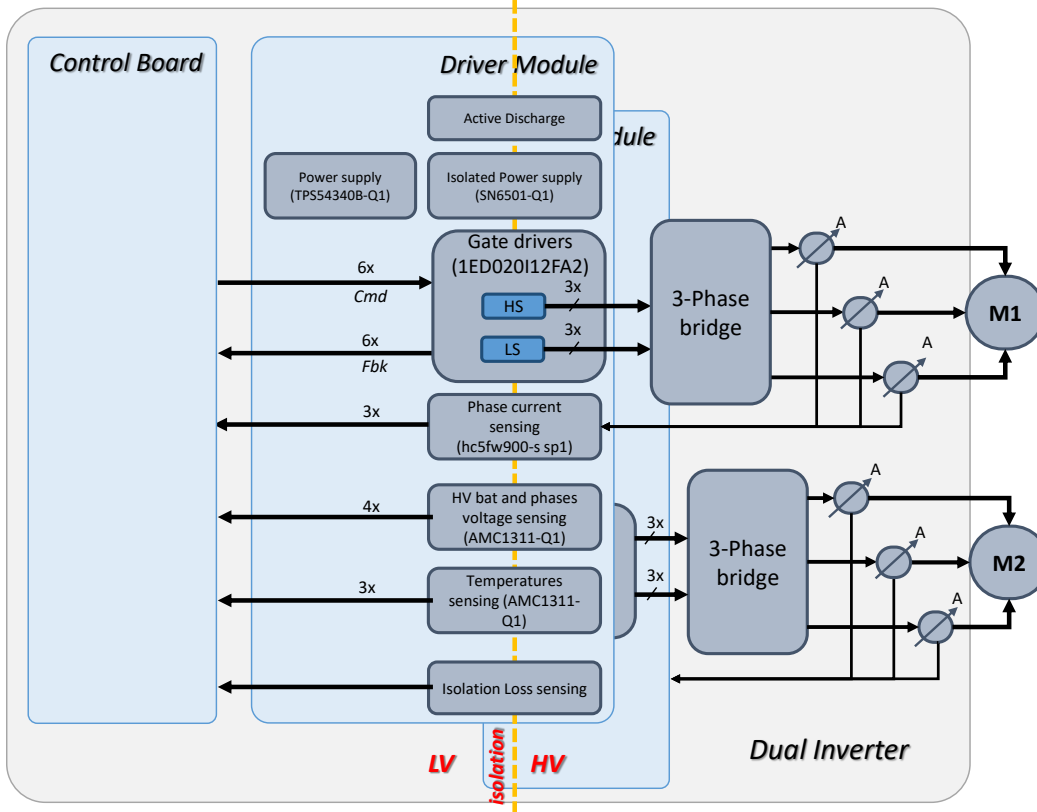 Control Board
Driver Module
Active Discharge
dule
Power supply
(TPS54340B-Q1)
Isolated Power supply
(SN6501-Q1)
Gate drivers
(1ED020I12FA2)
6x
Cmd
HS
3x
LS
3x
6x
Fbk
3-Phase
bridge
A
A
A
M1
3x
Phase current
sensing
(hc5fw900-s sp1)
4x
HV bat and phases
voltage sensing
(AMC1311-Q1)
3x
3x
3-Phase
bridge
A
A
A
M2
3x
Temperatures
sensing (AMC1311-
Q1)
Isolation Loss sensing
LV
isolation
HV
Dual Inverter